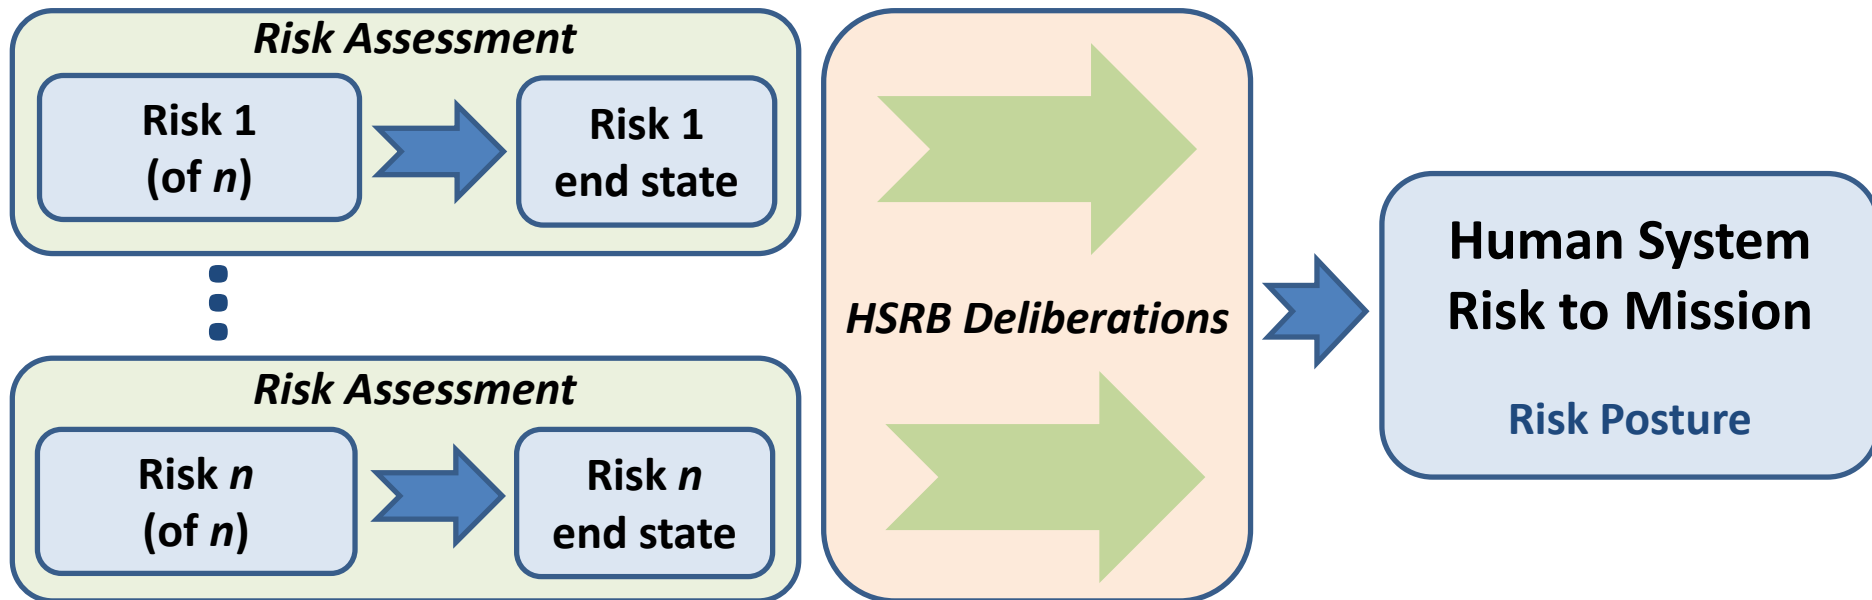 Risk Assessment
Risk 1
(of n)
Risk 1
end state
Risk Assessment
Risk n
(of n)
Risk n
end state
HSRB Deliberations
Human System
Risk to Mission
Risk Posture